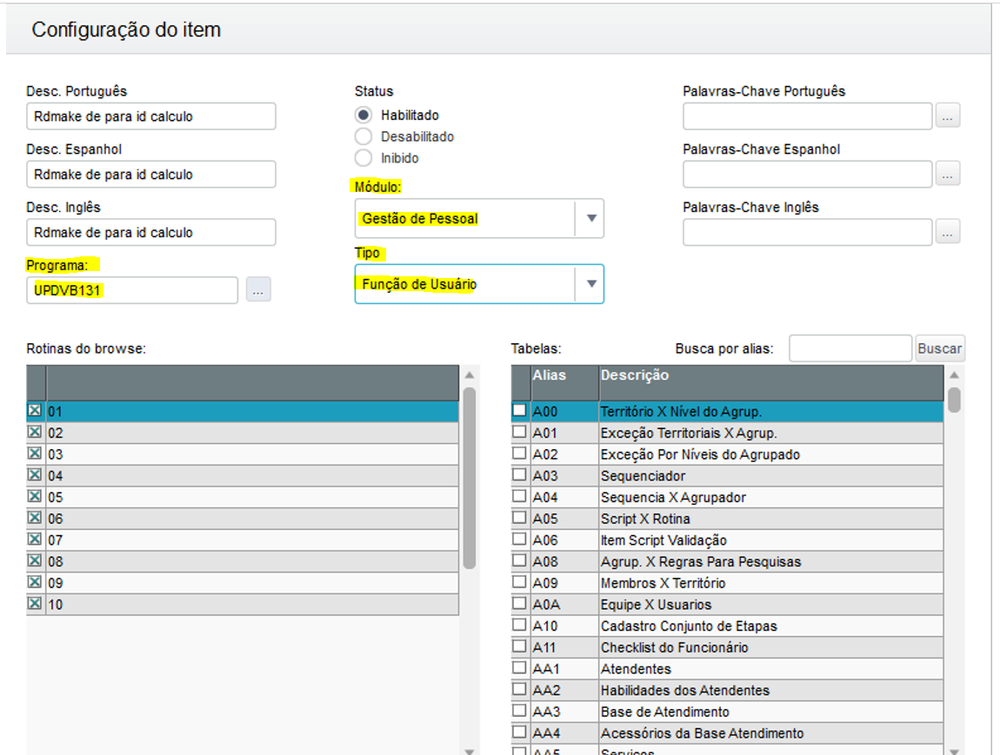 Configuração do item
Desc. Português
Rdmake de para id calculo
Desc. Espanhol
Rdmake de para id calculo
Desc. Inglês
Rdmake de para id calculo
Programa:
UPDVB131
...
Status
Habilitado
Desabilitado
Inibido
Módulo:
Gestão de Pessoal
Tipo
Função de Usuário
Palavras-Chave Português
...
Palavras-Chave Espanhol
...
Palavras-Chave Inglês
...
Rotinas do browse:
01
02
03
04
05
06
07
08
09
10
Tabelas:
Busca por alias:
Buscar
Alias Descrição
A00 Território X Nível do Agrup.
A01 Exceção Territoriais X Agrup.
A02 Exceção Por Níveis do Agrupado
A03 Sequenciador
A04 Sequencia X Agrupador
A05 Script X Rotina
A06 Item Script Validação
A08 Agrup. X Regras Para Pesquisas
A09 Membros X Território
A0A Equipe X Usuarios
A10 Cadastro Conjunto de Etapas
A11 Checklist do Funcionário
AA1 Atendentes
AA2 Habilidades dos Atendentes
AA3 Base de Atendimento
AA4 Acessórios da Base Atendimento
AA5 Serviços